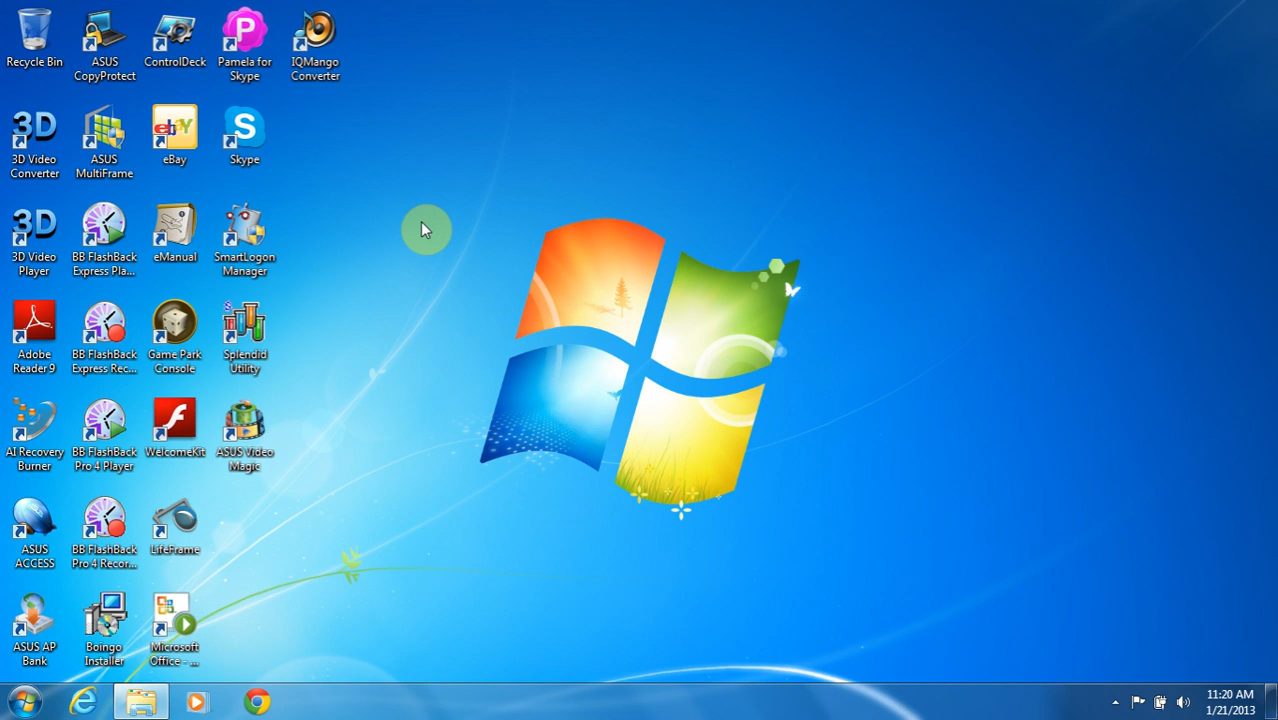 Recycle Bin
ASUS
CopyProtect
ControlDeck
P
Pamela for
Skype
IQMango
Converter
3D
3D Video
Converter
ASUS
MultiFrame
ebY
eBay
S
Skype
3D
3D Video
Player
BB FlashBack
Express Pla...
eManual
SmartLogon
Manager
Adobe
Reader 9
BB FlashBack
Express Rec...
Game Park
Console
Splendid
Utility
AI Recovery
Burner
BB FlashBack
Pro 4 Player
WelcomeKit
ASUS Video
Magic
ASUS
ACCESS
BB FlashBack
Pro 4 Recor...
LifeFrame
ASUS AP
Bank
Boingo
Installer
Microsoft
Office - ...
11:20 AM
1/21/2013